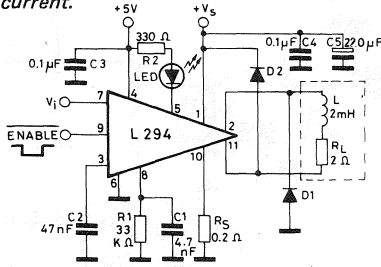 current.
+5V
+Vs
330 Ω
R2
LED
0.1µF
C3
0.1µF
C4
C5
220µF
D2
Vi
7
4
5
1
ENABLE
9
L 294
2
11
L
2mH
3
6
8
10
RL
2 Ω
D1
C2
47nF
R1
33
KΩ
C1
4.7
nF
RS
0.2 Ω